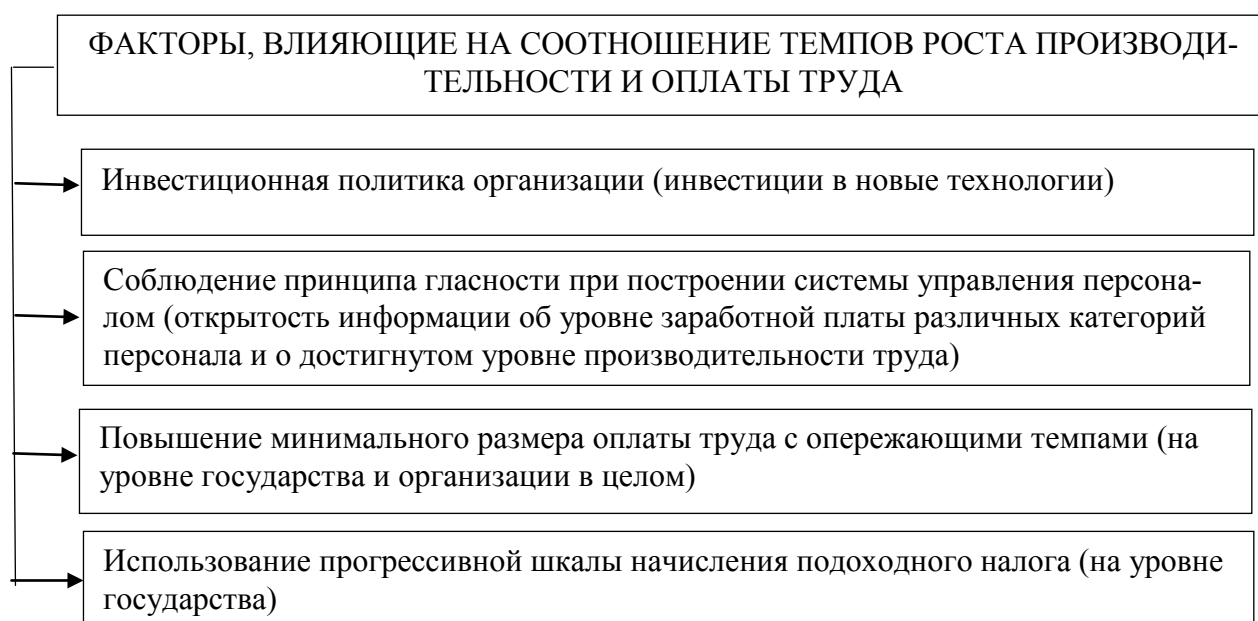 ФАКТОРЫ, ВЛИЯЮЩИЕ НА СООТНОШЕНИЕ ТЕМПОВ РОСТА ПРОИЗВОДИ-
ТЕЛЬНОСТИ И ОПЛАТЫ ТРУДА
Инвестиционная политика организации (инвестиции в новые технологии)
Соблюдение принципа гласности при построении системы управления персона-
лом (открытость информации об уровне заработной платы различных категорий
персонала и о достигнутом уровне производительности труда)
Повышение минимального размера оплаты труда с опережающими темпами (на
уровне государства и организации в целом)
Использование прогрессивной шкалы начисления подоходного налога (на уровне
государства)